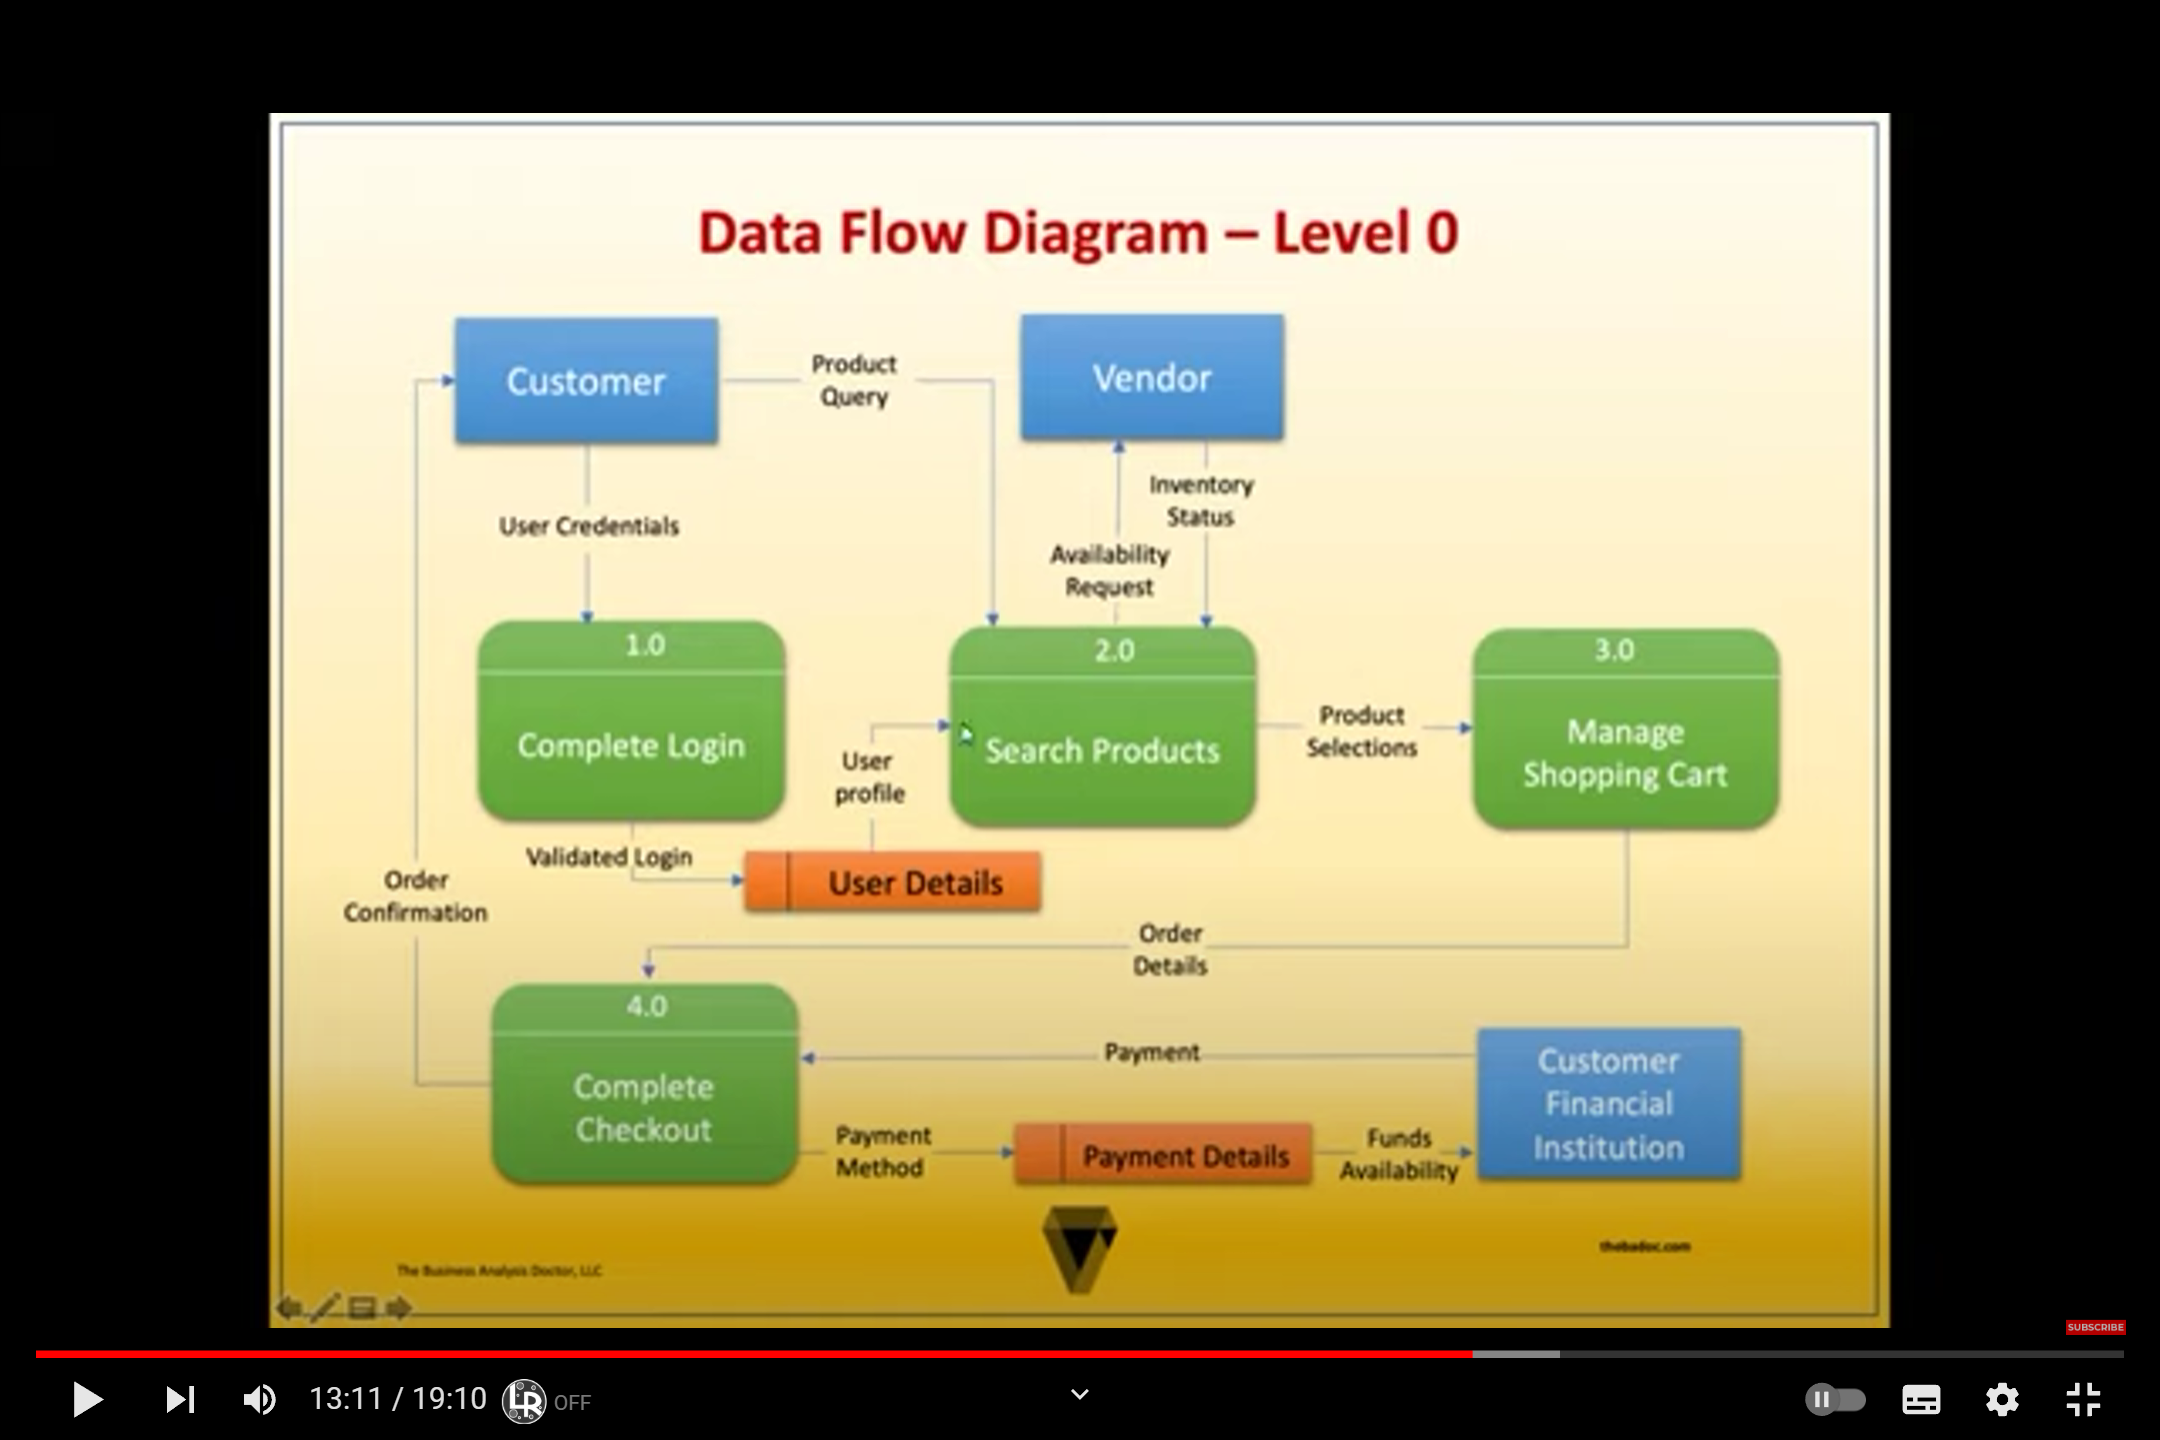 Data Flow Diagram – Level 0
Customer
Product
Query
Vendor
Inventory
Status
User Credentials
Availability
Request
1.0
Complete Login
2.0
Search Products
3.0
Manage
Shopping Cart
Product
Selections
User
profile
Validated Login
User Details
Order
Confirmation
Order
Details
4.0
Complete
Checkout
Payment
Customer
Financial
Institution
Payment
Method
Payment Details
Funds
Availability
thebadoc.com
The Business Analysis Doctor, LLC
SUBSCRIBE
13:11 / 19:10
LR
OFF